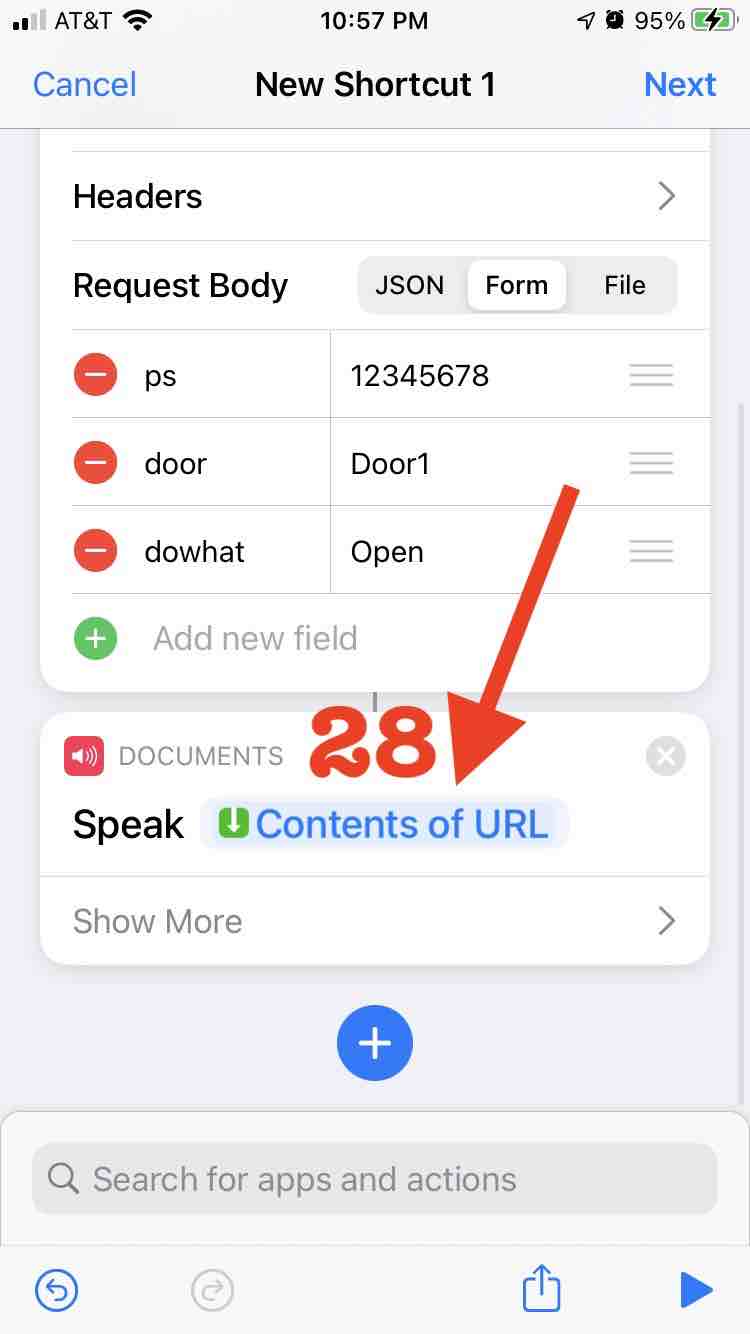 AT&T 10:57 PM 95%
Cancel New Shortcut 1 Next
Headers
Request Body JSON Form File
ps 12345678
door Door1
dowhat Open
Add new field
DOCUMENTS 28
Speak Contents of URL
Show More
Search for apps and actions